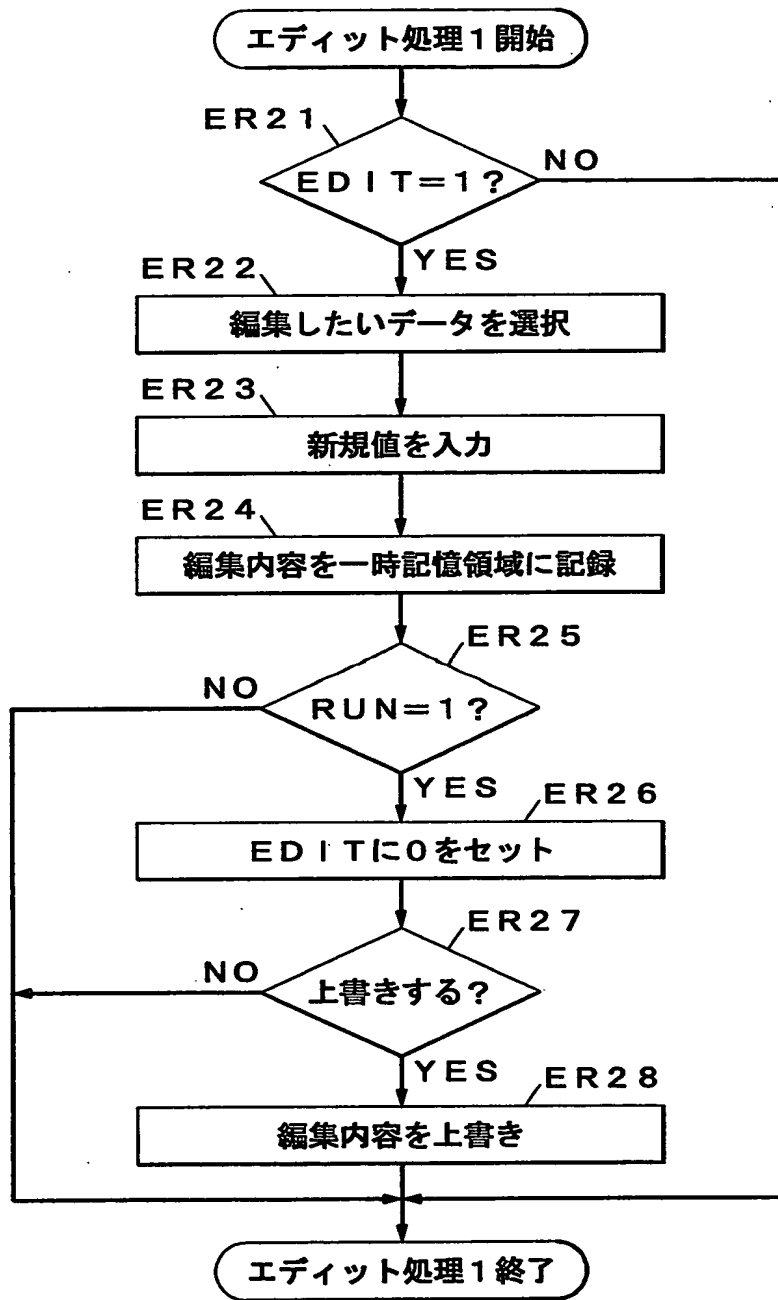 エディット処理1開始
ER21
EDIT=1?
NO
YES
ER22
編集したいデータを選択
ER23
新規値を入力
ER24
編集内容を一時記憶領域に記録
ER25
NO
RUN=1?
YES
ER26
EDITに0をセット
ER27
NO
上書きする?
YES
ER28
編集内容を上書き
エディット処理1終了